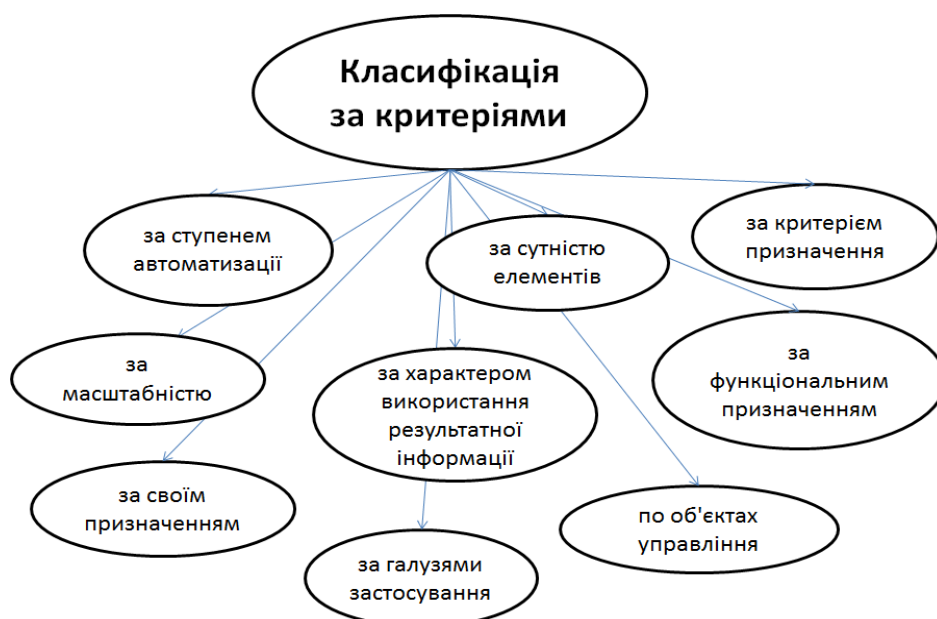 Класифікація
за критеріями
за ступенем
автоматизації
за сутністю
елементів
за критерієм
призначення
за
масштабністю
за характером
використання
результатної
інформації
за
функціональним
призначенням
за своїм
призначенням
по об'єктах
управління
за галузями
застосування